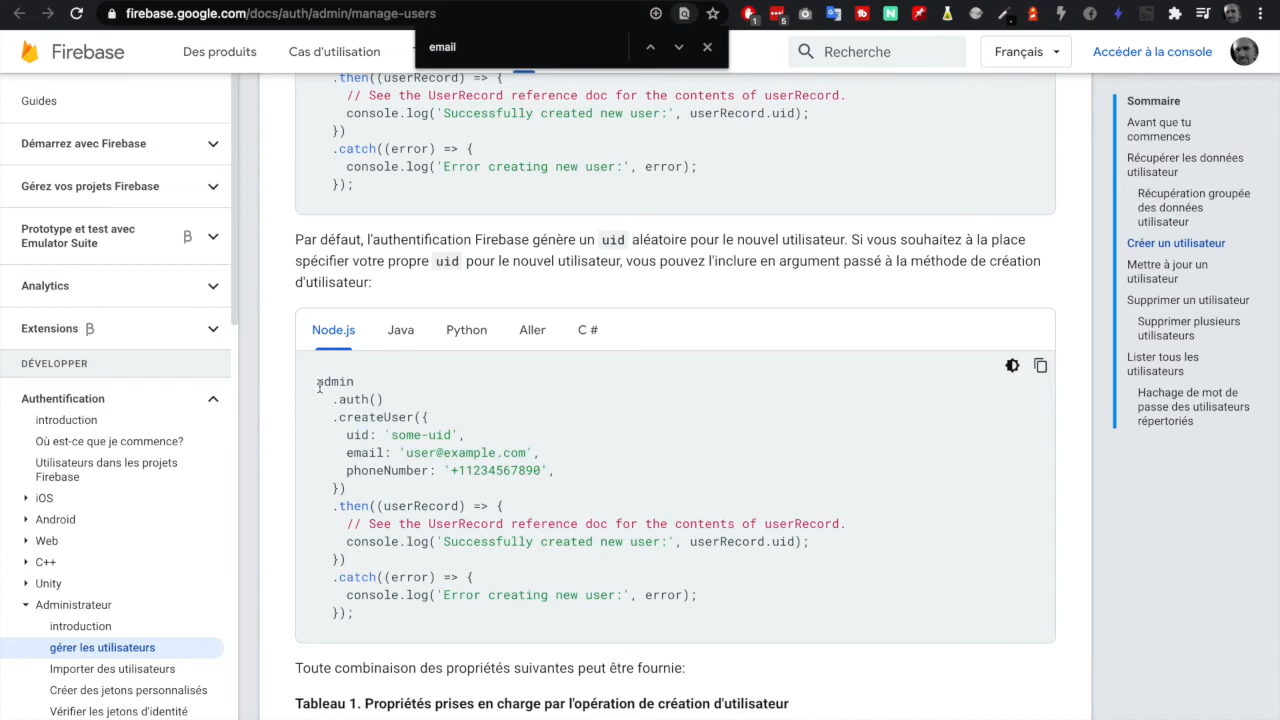 firebase.google.com/docs/auth/admin/manage-users
1
5
Firebase
Des produits
Cas d'utilisation
email
Recherche
Français
Accéder à la console
Guides
Démarrez avec Firebase
Gérez vos projets Firebase
Prototype et test avec
Emulator Suite
β
Analytics
Extensions β
DÉVELOPPER
Authentification
introduction
Où est-ce que je commence?
Utilisateurs dans les projets
Firebase
iOS
Android
Web
C++
Unity
Administrateur
introduction
gérer les utilisateurs
Importer des utilisateurs
Créer des jetons personnalisés
Vérifier les jetons d'identité
.then((userRecord) => {
// See the UserRecord reference doc for the contents of userRecord.
console.log('Successfully created new user:', userRecord.uid);
})
.catch((error) => {
console.log('Error creating new user:', error);
});
Par défaut, l'authentification Firebase génère un uid aléatoire pour le nouvel utilisateur. Si vous souhaitez à la place
spécifier votre propre uid pour le nouvel utilisateur, vous pouvez l'inclure en argument passé à la méthode de création
d'utilisateur:
Node.js
Java
Python
Aller
C #
admin
.auth()
.createUser({
uid: 'some-uid',
email: 'user@example.com',
phoneNumber: '+11234567890',
})
.then((userRecord) => {
// See the UserRecord reference doc for the contents of userRecord.
console.log('Successfully created new user:', userRecord.uid);
})
.catch((error) => {
console.log('Error creating new user:', error);
});
Toute combinaison des propriétés suivantes peut être fournie:
Tableau 1. Propriétés prises en charge par l'opération de création d'utilisateur
Sommaire
Avant que tu
commences
Récupérer les données
utilisateur
Récupération groupée
des données
utilisateur
Créer un utilisateur
Mettre à jour un
utilisateur
Supprimer un utilisateur
Supprimer plusieurs
utilisateurs
Lister tous les
utilisateurs
Hachage de mot de
passe des utilisateurs
répertoriés